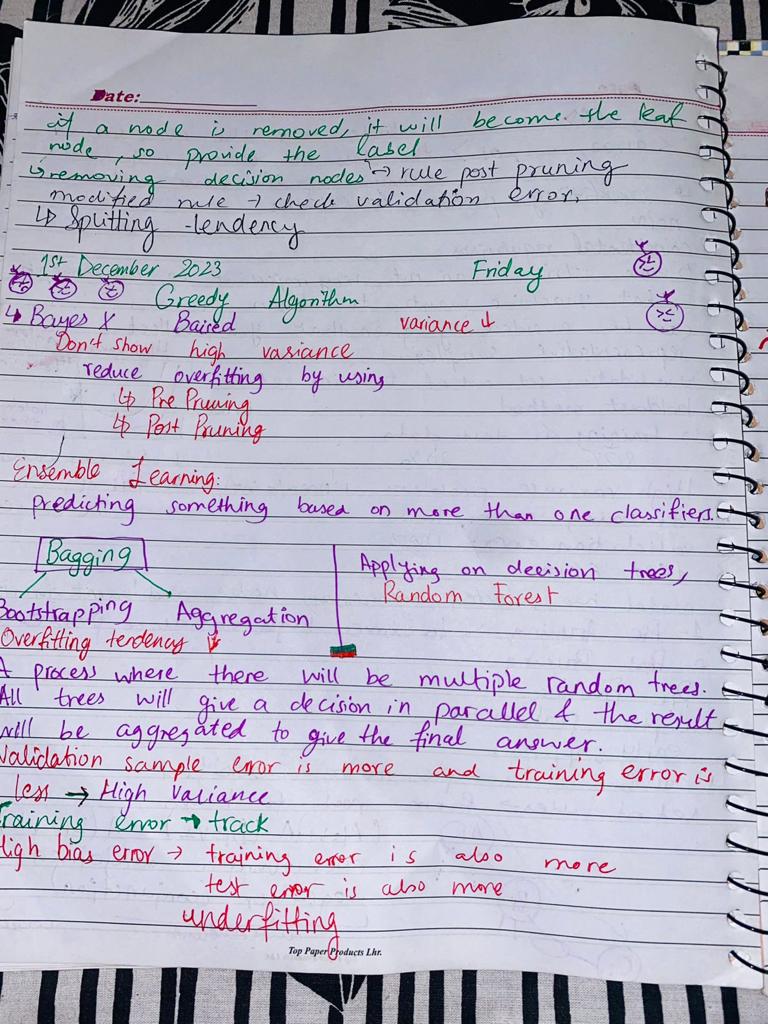 Date:
if a node is removed, it will become the leaf
node, so provide the label
↳ removing decision nodes → rule post pruning
modified rule → check validation error.
↳ Splitting tendency
1st December 2023 Friday
Greedy Algorithm
↳ Bayes X Baised variance ↓
Don't show high variance
reduce overfitting by using
↳ Pre Pruning
↳ Post Pruning
Ensemble Learning:
predicting something based on more than one classifiers.
Bagging
Bootstrapping Aggregation
Overfitting tendency ↓
Applying on decision trees,
Random Forest
A process where there will be multiple random trees.
All trees will give a decision in parallel & the result
will be aggregated to give the final answer.
Validation sample error is more and training error is
less → High Variance
Training error → track
High bias error → training error is also more
test error is also more
underfitting
Top Paper Products Lhr.